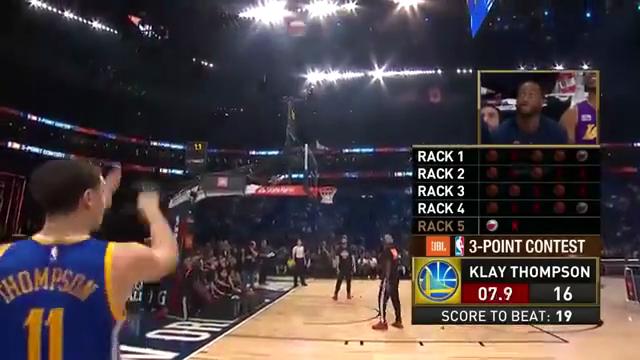 RACK 1
RACK 2
RACK 3
RACK 4
RACK 5
JBL 3-POINT CONTEST
KLAY THOMPSON
07.9 16
SCORE TO BEAT: 19
THOMPSON
11